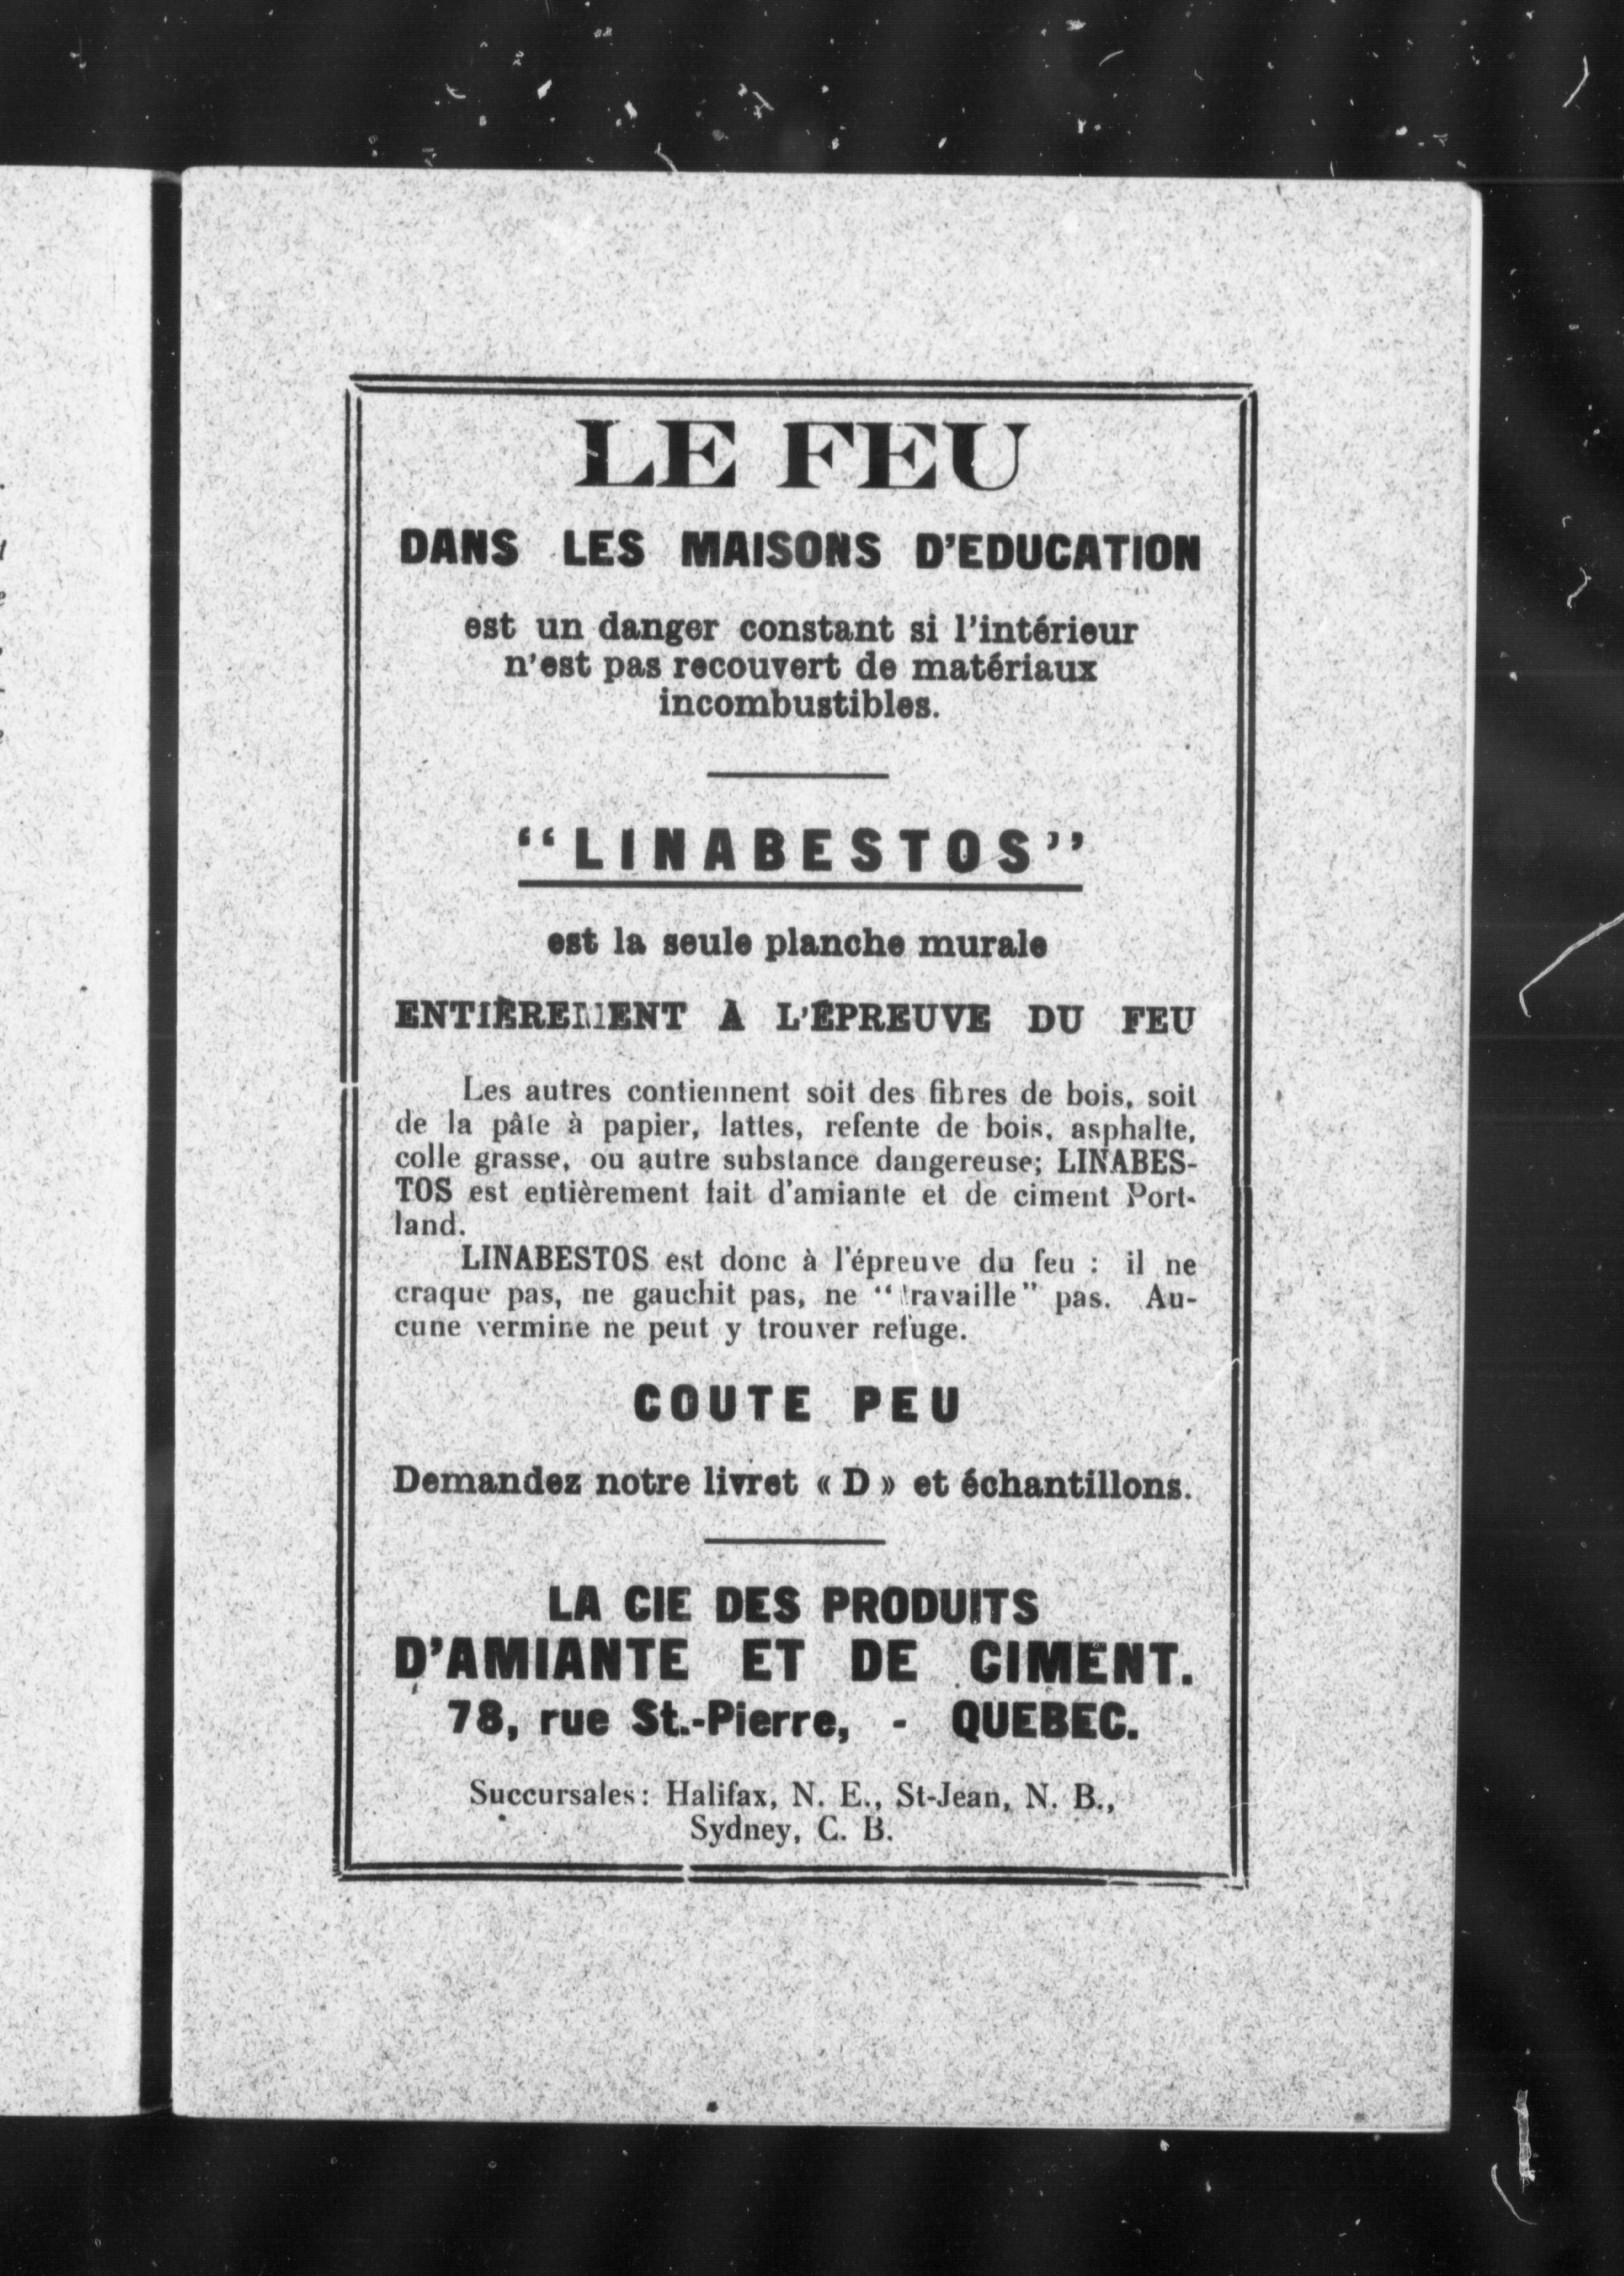 LE FEU
DANS LES MAISONS D'EDUCATION
est un danger constant si l'intérieur
n'est pas recouvert de matériaux
incombustibles.
"LINABESTOS"
est la seule planche murale
ENTIÈREMENT A L'ÉPREUVE DU FEU
Les autres contiennent soit des fibres de bois, soit
de la pâte à papier, lattes, refente de bois, asphalte,
colle grasse, ou autre substance dangereuse; LINABES-
TOS est entièrement fait d'amiante et de ciment Port-
land.
LINABESTOS est donc à l'épreuve du feu : il ne
craque pas, ne gauchit pas, ne "travaille" pas. Au-
cune vermine ne peut y trouver refuge.
COUTE PEU
Demandez notre livret « D » et échantillons.
LA CIE DES PRODUITS
D'AMIANTE ET DE CIMENT.
78, rue St.-Pierre, - QUEBEC.
Succursales: Halifax, N. E., St-Jean, N. B.,
Sydney, C. B.